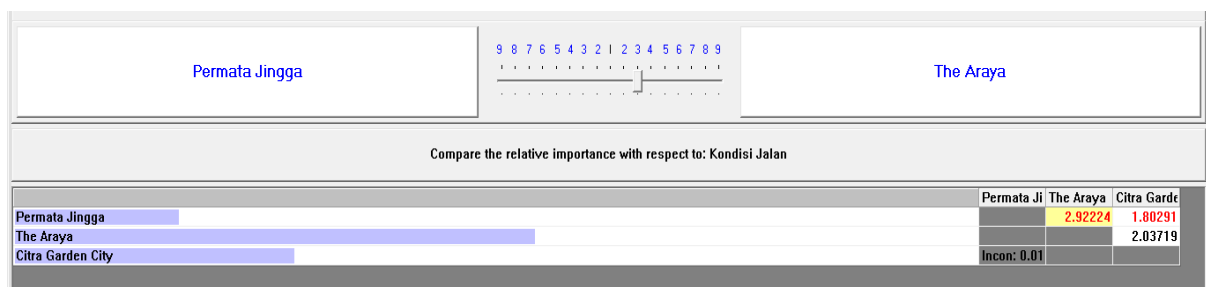 9 8 7 6 5 4 3 2 1 2 3 4 5 6 7 8 9
Permata Jingga
The Araya
Compare the relative importance with respect to: Kondisi Jalan
Permata Ji The Araya Citra Garde
Permata Jingga 2.92224 1.80291
The Araya 2.03719
Citra Garden City Incon: 0.01